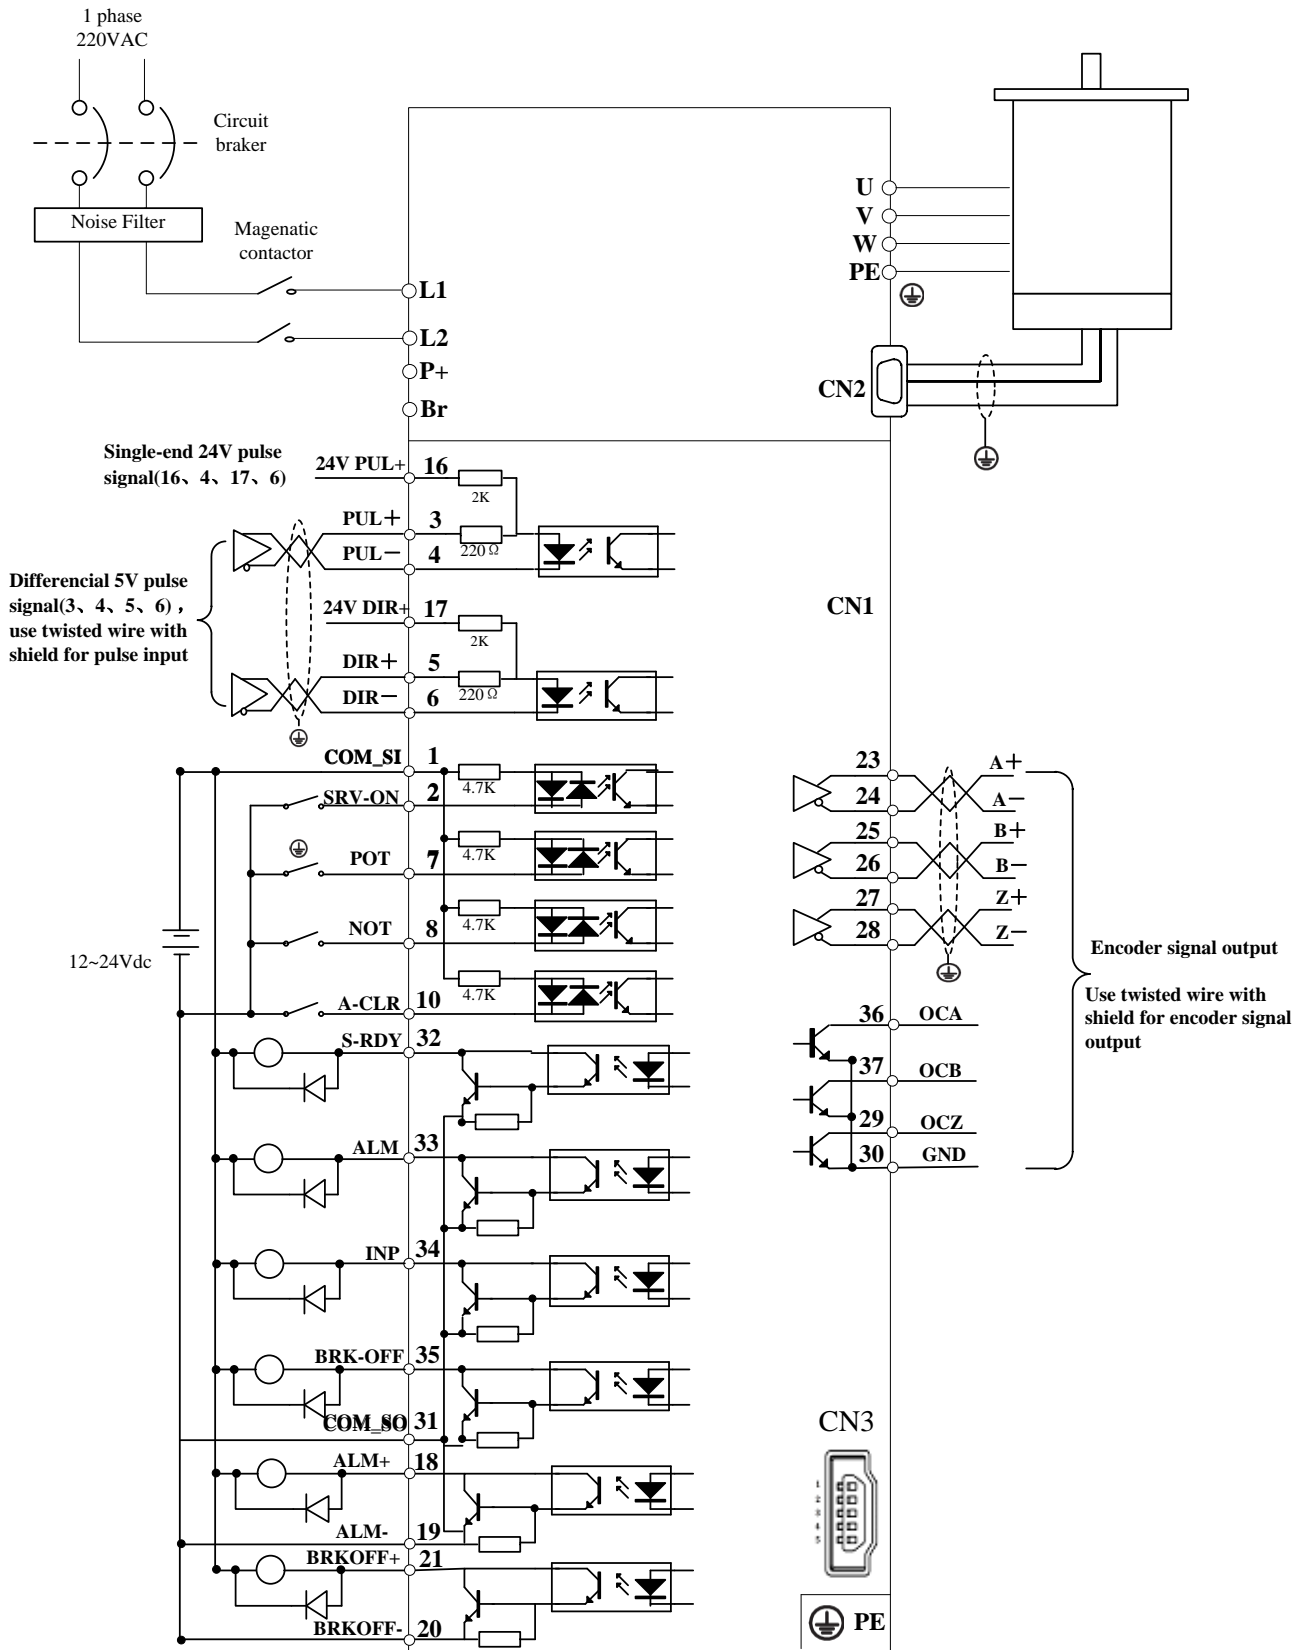 1 phase
220VAC
Circuit
braker
Noise Filter
Magenatic
contactor
L1
L2
P+
Br
U
V
W
PE
CN2
Single-end 24V pulse
signal(16、4、17、6)
24V PUL+ 16
2K
PUL+ 3
220Ω
PUL− 4
Differencial 5V pulse
signal(3、4、5、6) ,
use twisted wire with
shield for pulse input
24V DIR+ 17
2K
DIR+ 5
220Ω
DIR− 6
CN1
COM_SI 1
4.7K
SRV-ON 2
4.7K
POT 7
4.7K
NOT 8
4.7K
A-CLR 10
12~24Vdc
S-RDY 32
ALM 33
INP 34
BRK-OFF 35
COM_SO 31
ALM+ 18
ALM- 19
BRKOFF+ 21
BRKOFF- 20
23 A+
24 A−
25 B+
26 B−
27 Z+
28 Z−
36 OCA
37 OCB
29 OCZ
30 GND
Encoder signal output
Use twisted wire with
shield for encoder signal
output
CN3
1
2
3
4
5
PE